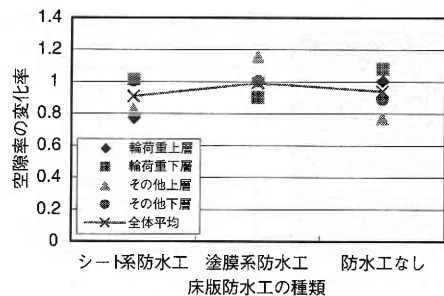 空隙率の変化率
1.4
1.2
1
0.8
0.6
0.4
0.2
0
輪荷重上層
輪荷重下層
その他上層
その他下層
全体平均
シート系防水工 塗膜系防水工 防水工なし
床版防水工の種類